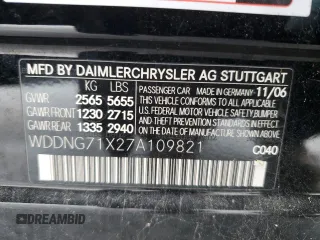 PASSENGER CAR MADE IN GERMANY 11/06
MFD BY DAIMLERCHRYSLER AG STUTTGART
KG LBS
GVWR 2565 5655
GAWR FRONT 1230 2715
GAWR REAR 1335 2940
THIS VEHICLE CONFORMS TO ALL APPLICABLE U.S. FEDERAL MOTOR VEHICLE SAFETY, BUMPER AND THEFT PREVENTION STANDARDS IN EFFECT ON THE DATE OF MANUFACTURE SHOWN ABOVE
WDDNG71X27A109821
C040
AUTOBIDMASTER